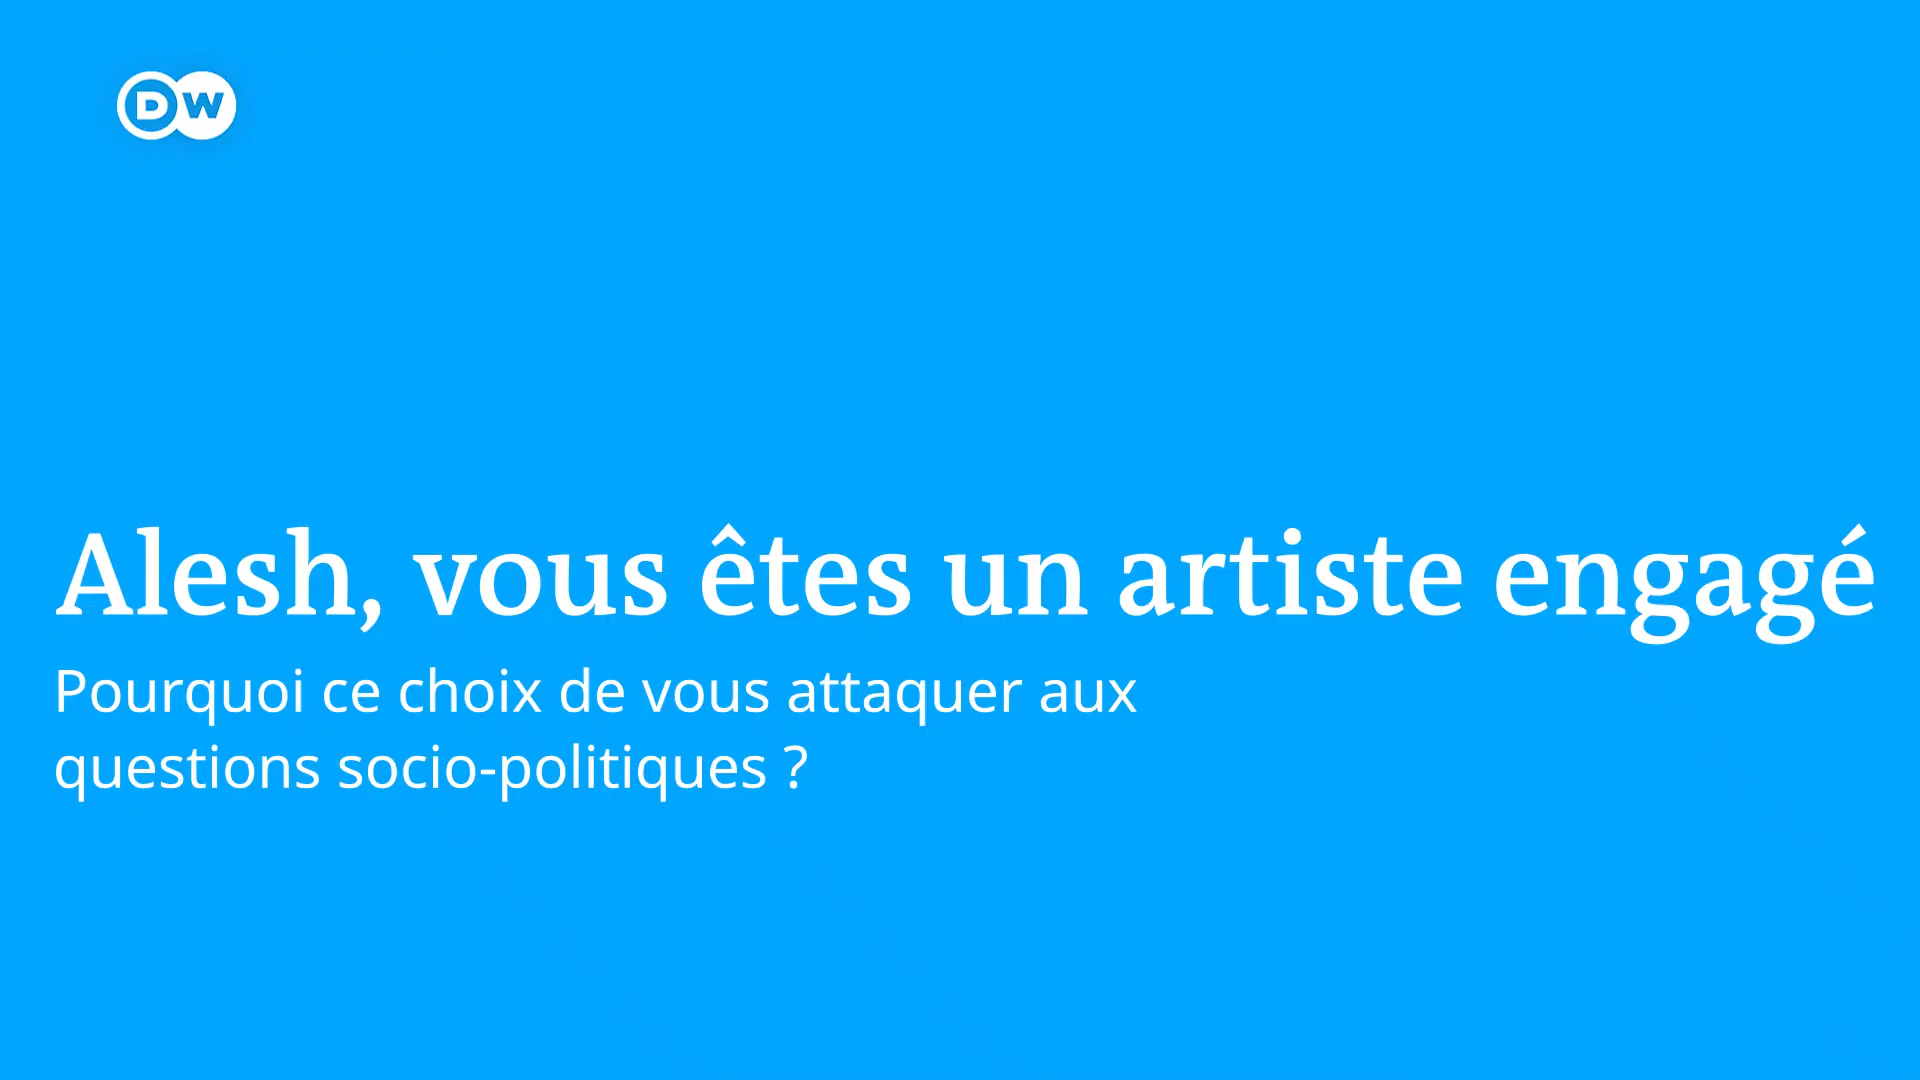 DW
Alesh, vous êtes un artiste engagé
Pourquoi ce choix de vous attaquer aux
questions socio-politiques ?